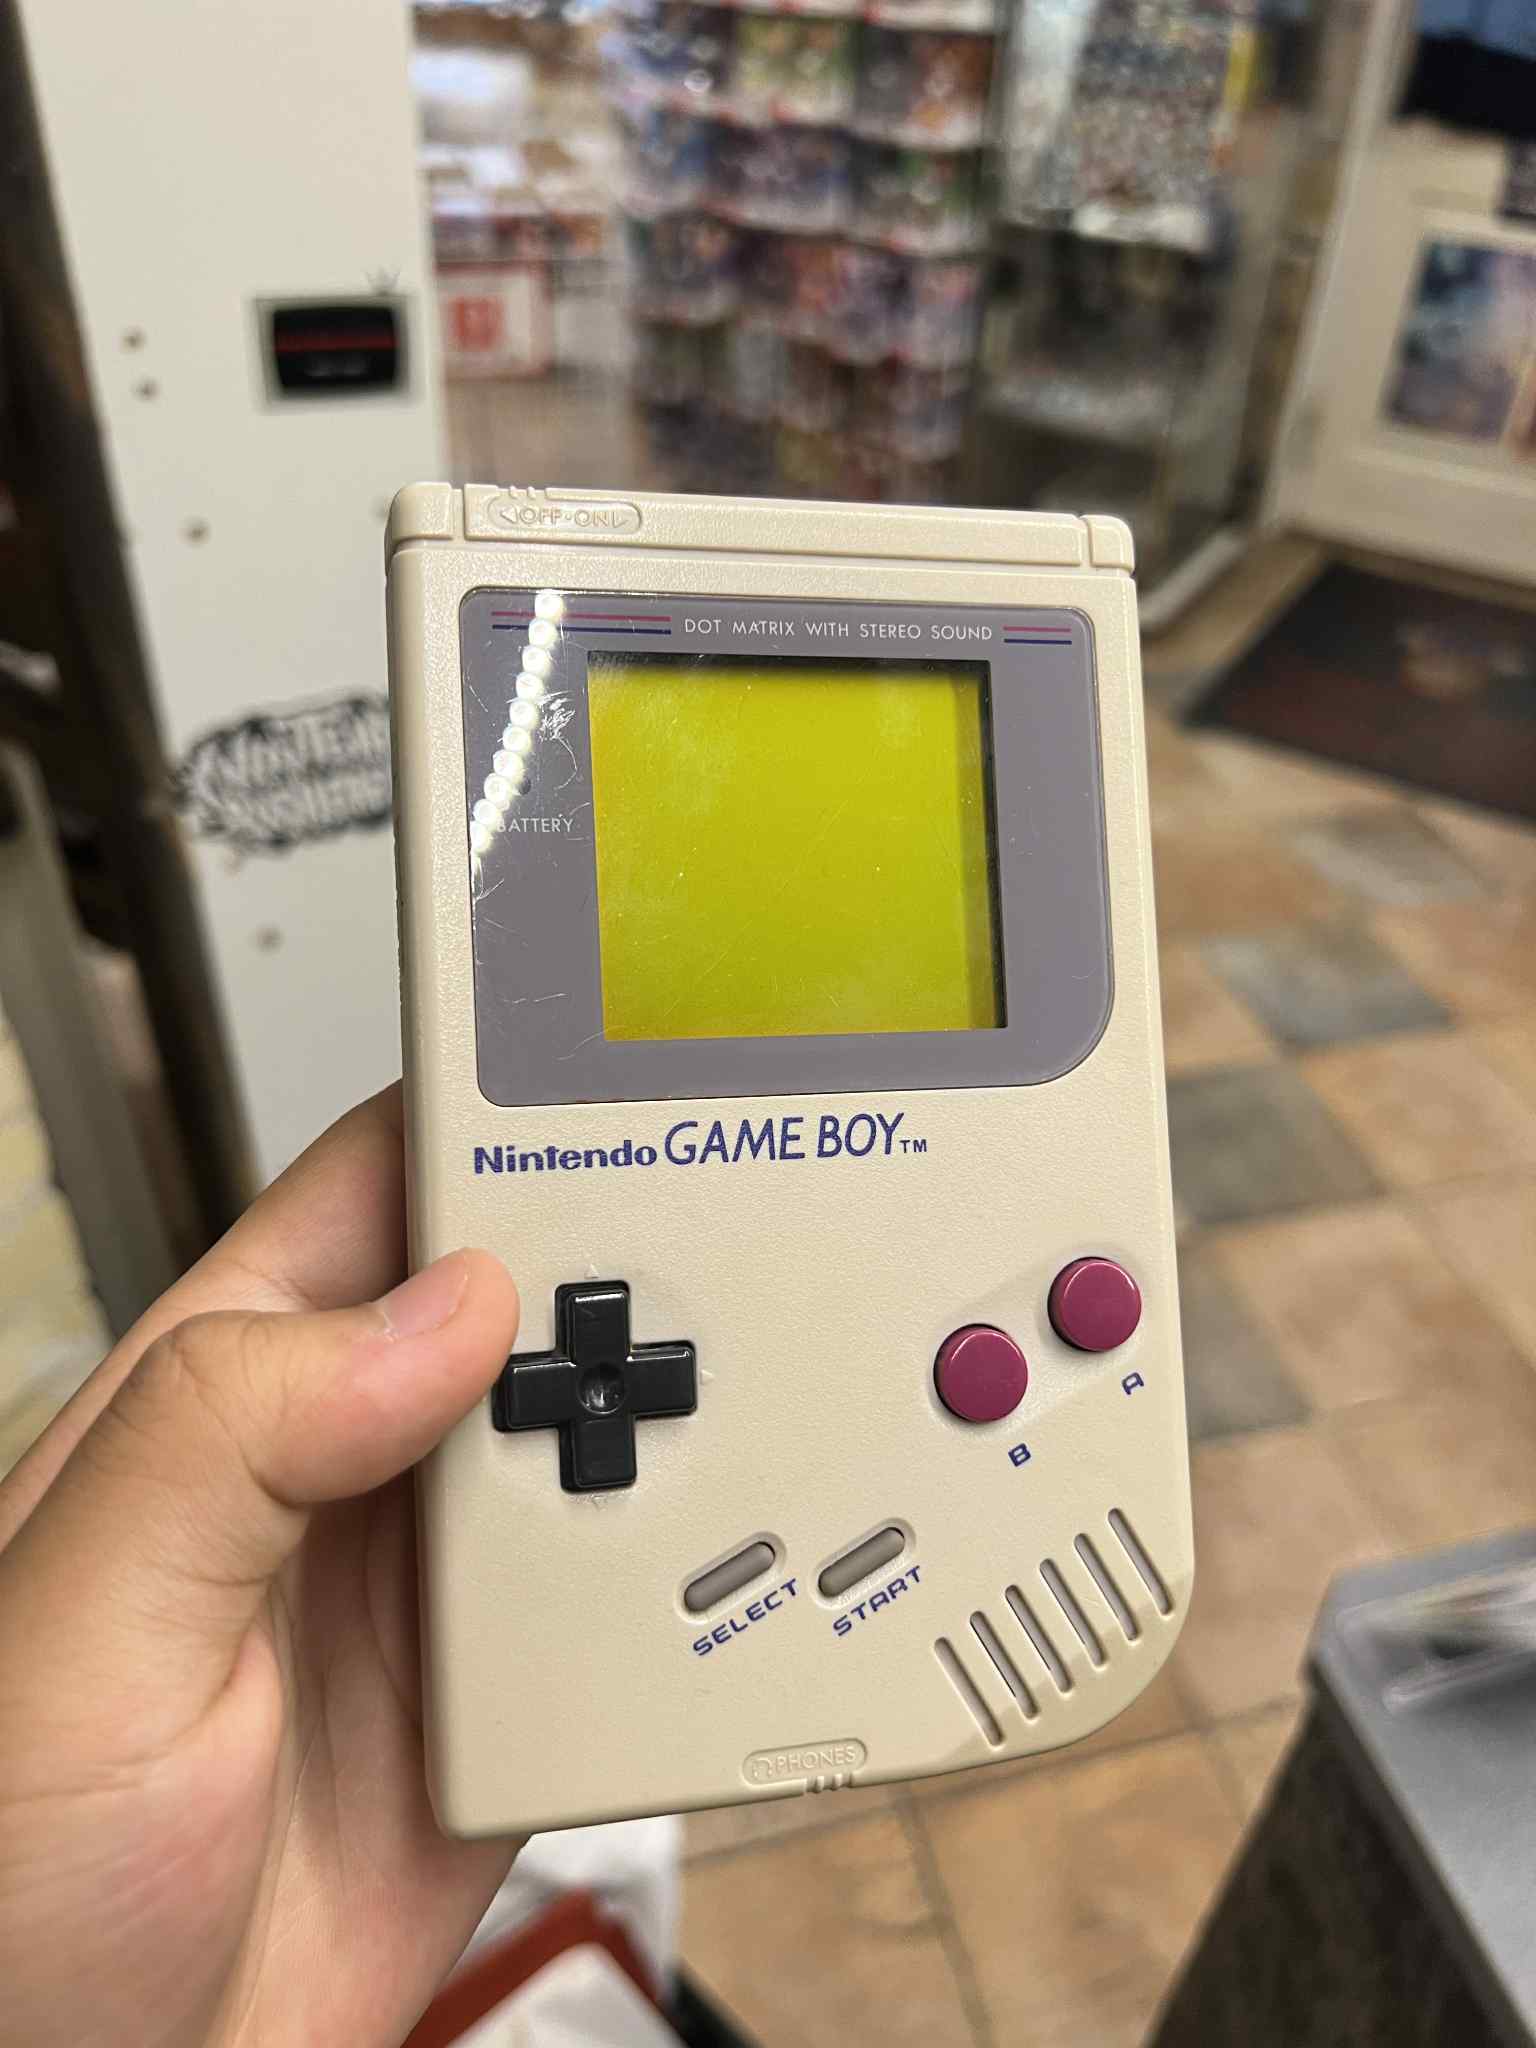 ◁OFF•ON▷
DOT MATRIX WITH STEREO SOUND
BATTERY
Nintendo GAME BOY™
A
B
SELECT
START
PHONES